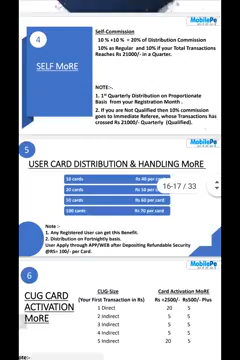 MobilePe
4
SELF MoRE
Self-Commission
10 % +10 % = 20% of Distribution Commission
10% as Regular and 10% if your Total Transactions
Reaches Rs 21000/- in a Quarter.
NOTE:-
1. 1st Quarterly Distribution on Proportionate
Basis from your Registration Month .
2. If you are Not Qualified then 10% commission
goes to Immediate Referee, whose Transactions has
crossed Rs 21000/- Quarterly (Qualified).
5
MobilePe
USER CARD DISTRIBUTION & HANDLING MoRE
10 cards Rs 40 per card
20 cards Rs 50 per
50 cards Rs 60 per card
100 cards Rs 70 per card
16-17 / 33
Note :
1. Any Registered User can get this Benefit.
2. Distribution on Fortnightly basis.
User Apply through APP/WEB after Depositing Refundable Security
@RS= 100/- per Card.
6
MobilePe
CUG CARD
ACTIVATION
MoRE
CUG-Size Card Activation MoRE
(Your First Transaction in Rs) Rs =2500/- Rs500/- Plus
1 Direct 20 5
2 Indirect 5 5
3 Indirect 5 5
4 Indirect 5 5
5 Indirect 20 5